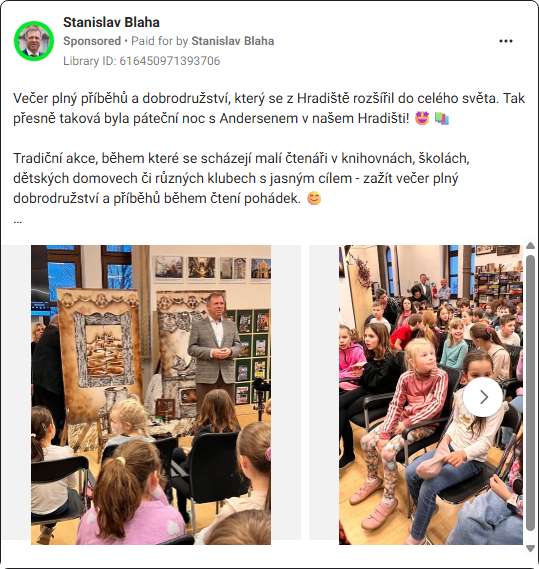 Stanislav Blaha
Sponsored • Paid for by Stanislav Blaha
Library ID: 616450971393706
Večer plný příběhů a dobrodružství, který se z Hradiště rozšířil do celého světa. Tak
přesně taková byla páteční noc s Andersenem v našem Hradišti! 🤩 📚
Tradiční akce, během které se scházejí malí čtenáři v knihovnách, školách,
dětských domovech či různých klubech s jasným cílem - zažít večer plný
dobrodružství a příběhů během čtení pohádek. 😊
...